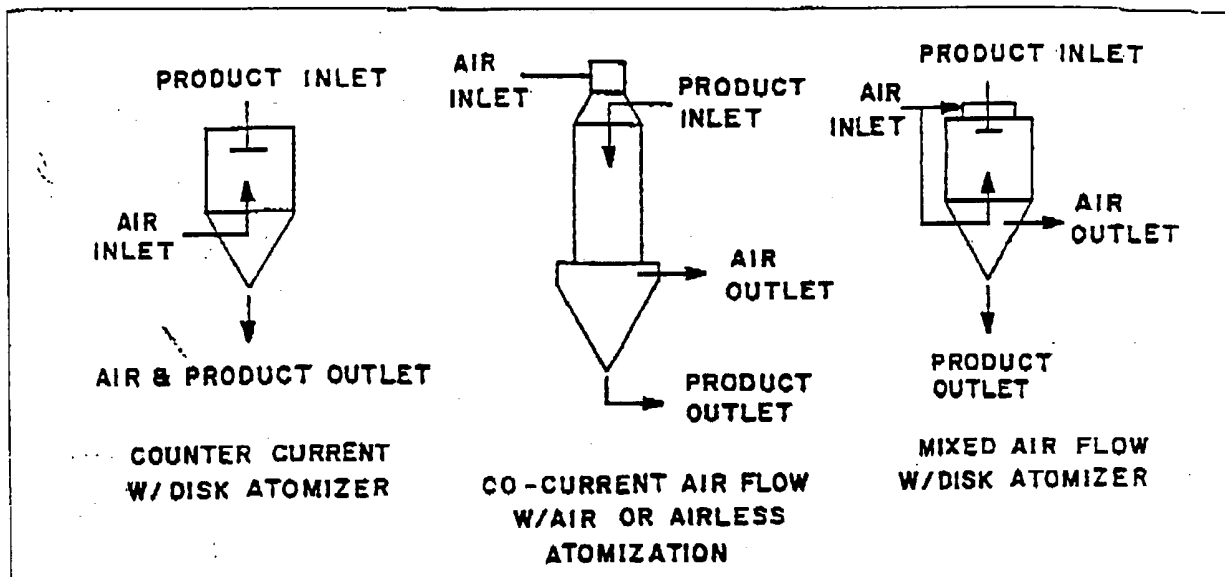 PRODUCT INLET
AIR
INLET
AIR & PRODUCT OUTLET
COUNTER CURRENT
W/DISK ATOMIZER
AIR
INLET
PRODUCT
INLET
AIR
OUTLET
PRODUCT
OUTLET
CO-CURRENT AIR FLOW
W/AIR OR AIRLESS
ATOMIZATION
PRODUCT INLET
AIR
INLET
AIR
OUTLET
PRODUCT
OUTLET
MIXED AIR FLOW
W/DISK ATOMIZER